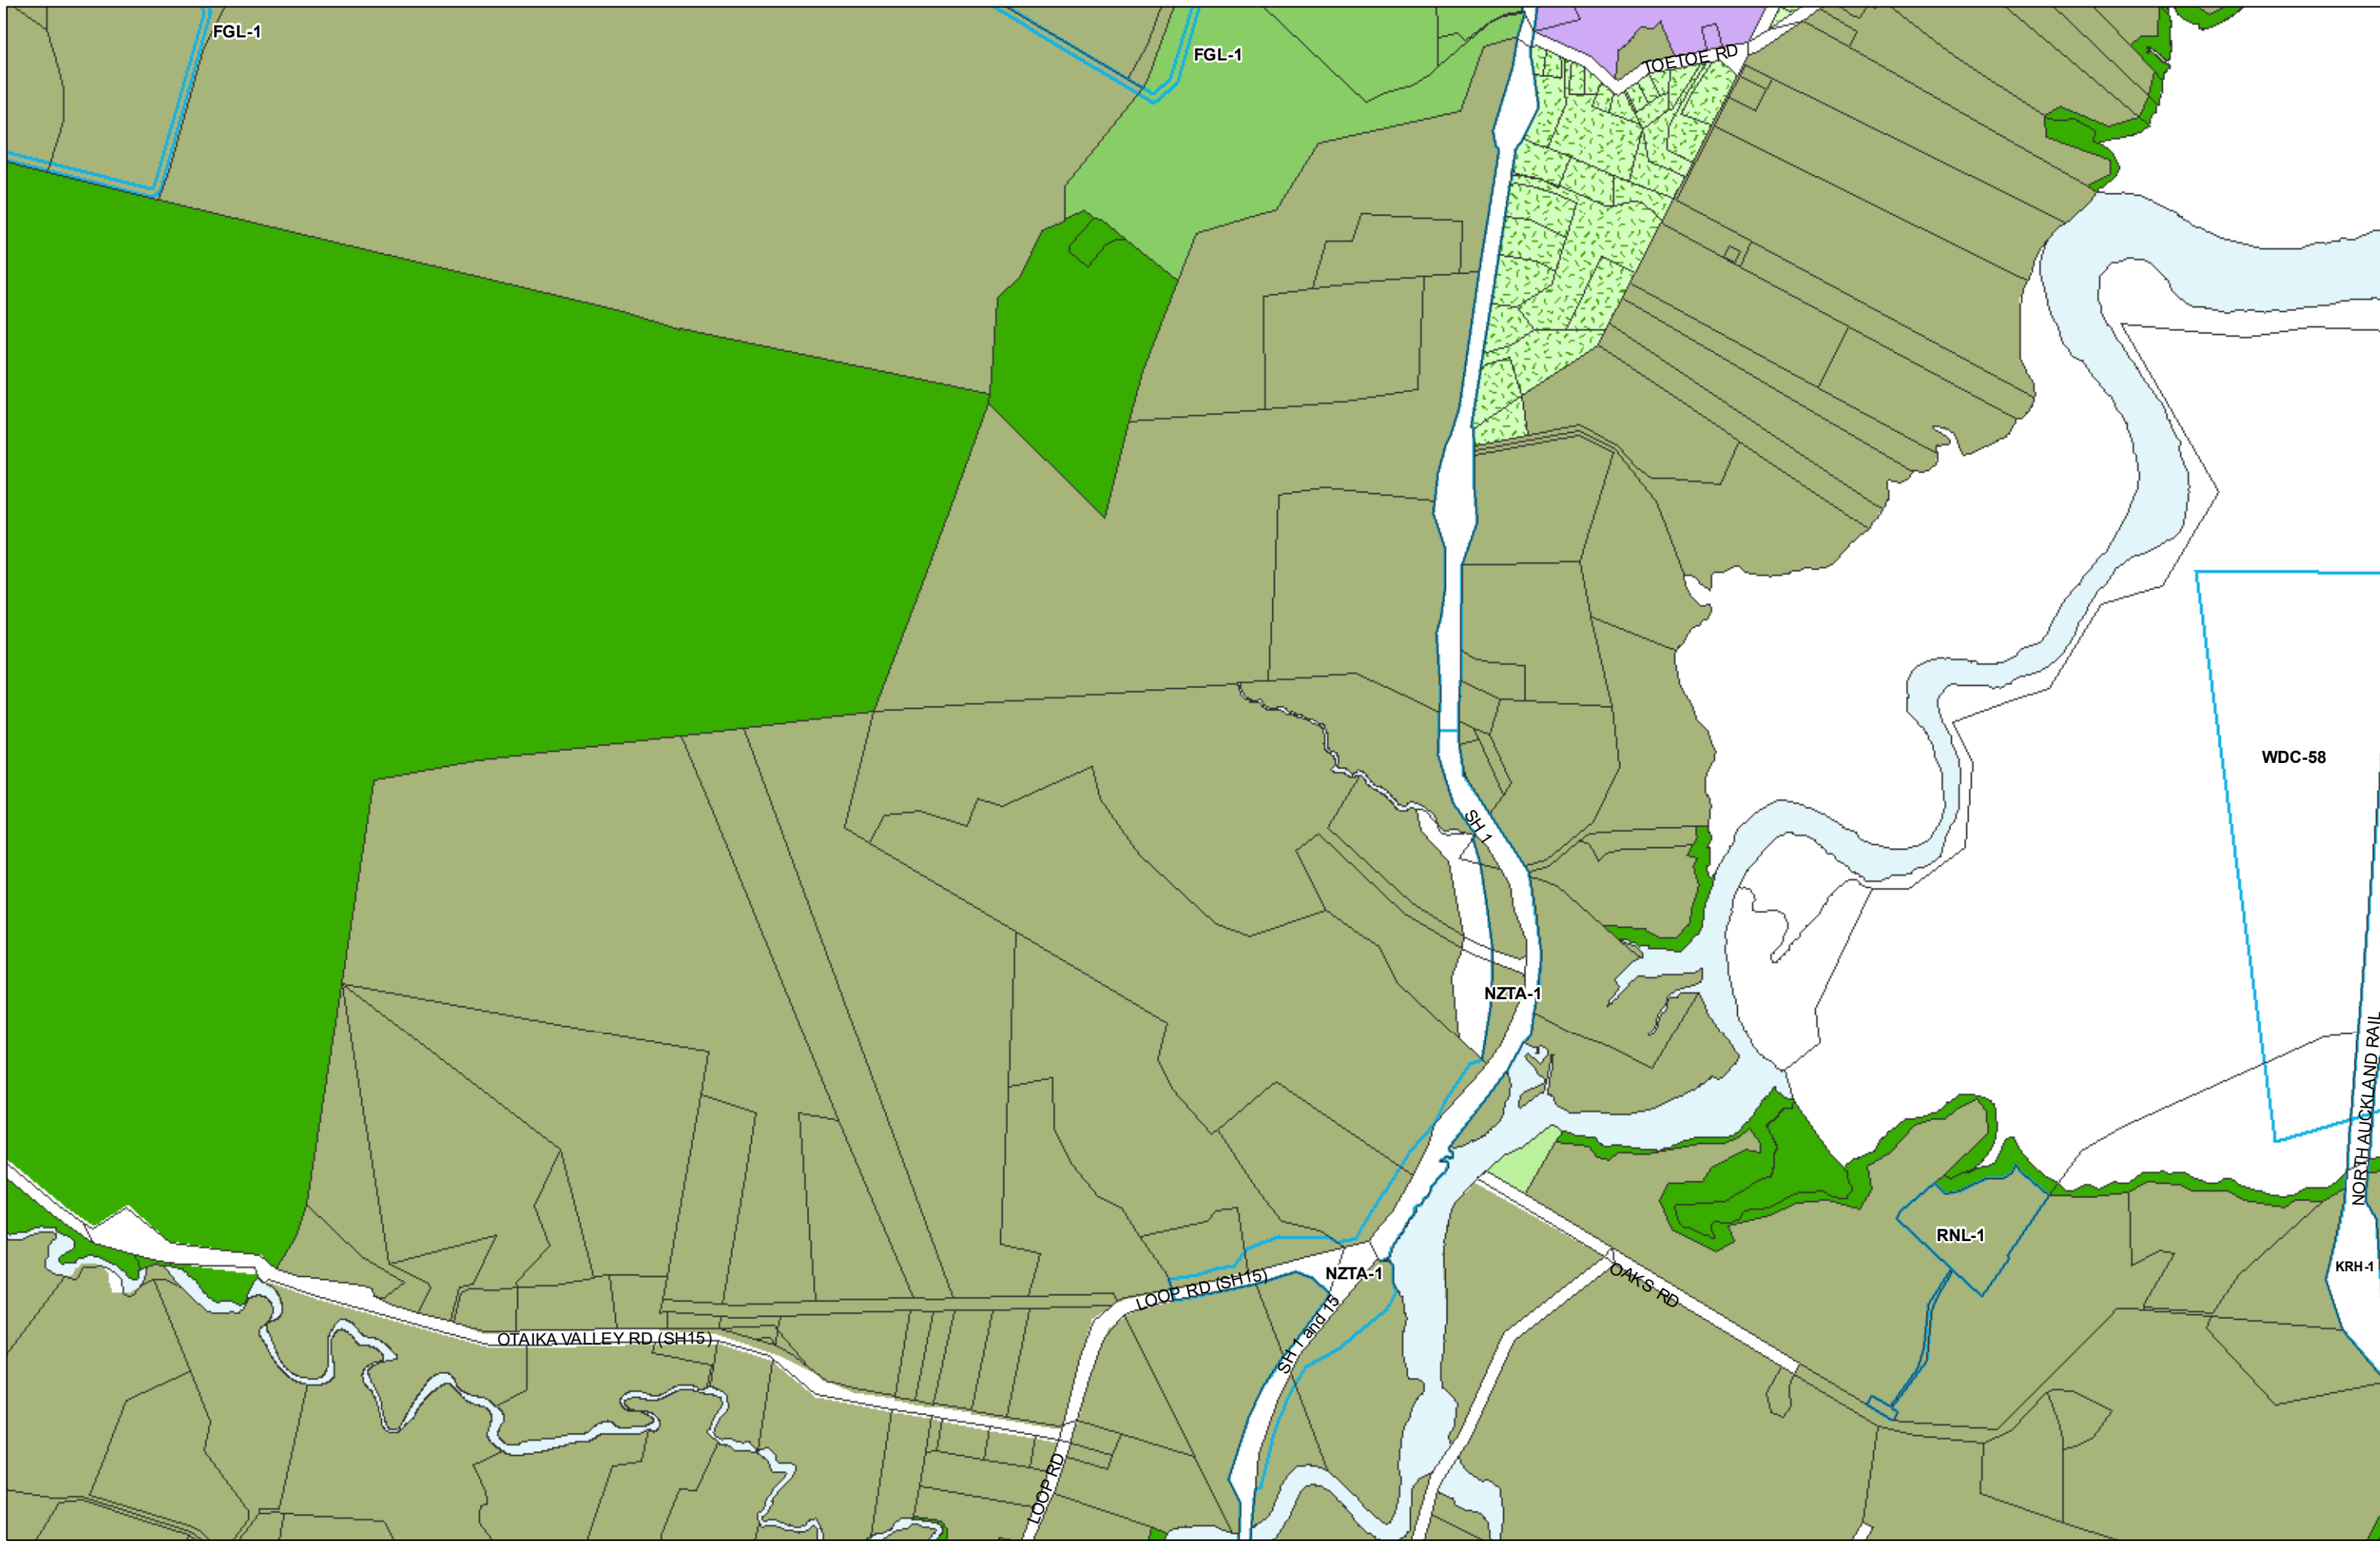 FGL-1
FGL-1
TOETOE RD
WDC-58
SH 1
NZTA-1
NORTH AUCKLAND RAIL
RNL-1
KRH-1
NZTA-1
LOOP RD (SH15)
OAKS RD
SH 1 and 15
OTAIKA VALLEY RD (SH15)
LOOP RD